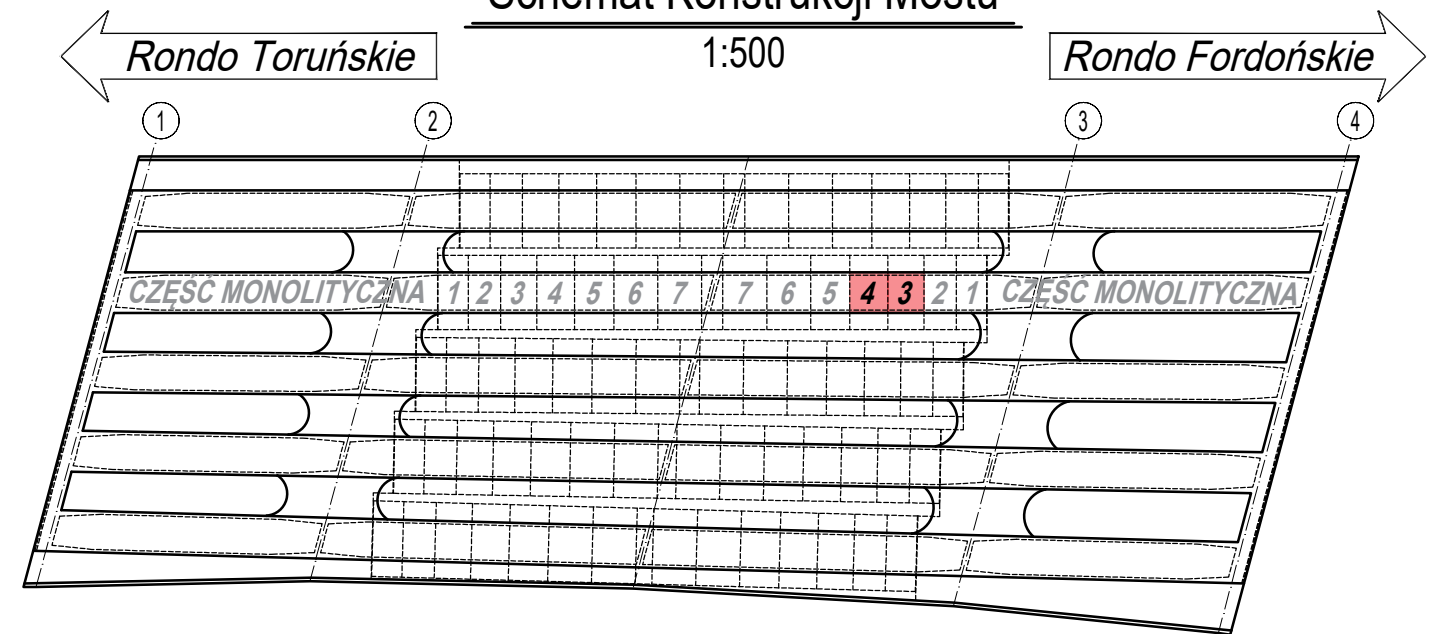 Schemat Konstrukcji Mostu
1:500
Rondo Toruńskie
Rondo Fordońskie
1 2 3 4
CZĘŚĆ MONOLITYCZNA 1 2 3 4 5 6 7 7 6 5 4 3 2 1 CZĘŚĆ MONOLITYCZNA